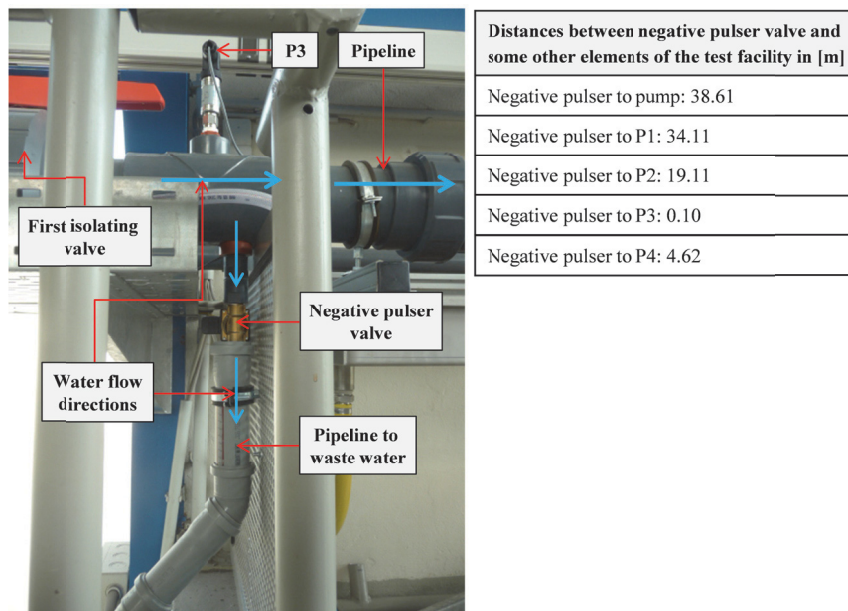 P3
Pipeline
First isolating
valve
Negative pulser
valve
Water flow
directions
Pipeline to
waste water
Distances between negative pulser valve and
some other elements of the test facility in [m]
Negative pulser to pump: 38.61
Negative pulser to P1: 34.11
Negative pulser to P2: 19.11
Negative pulser to P3: 0.10
Negative pulser to P4: 4.62